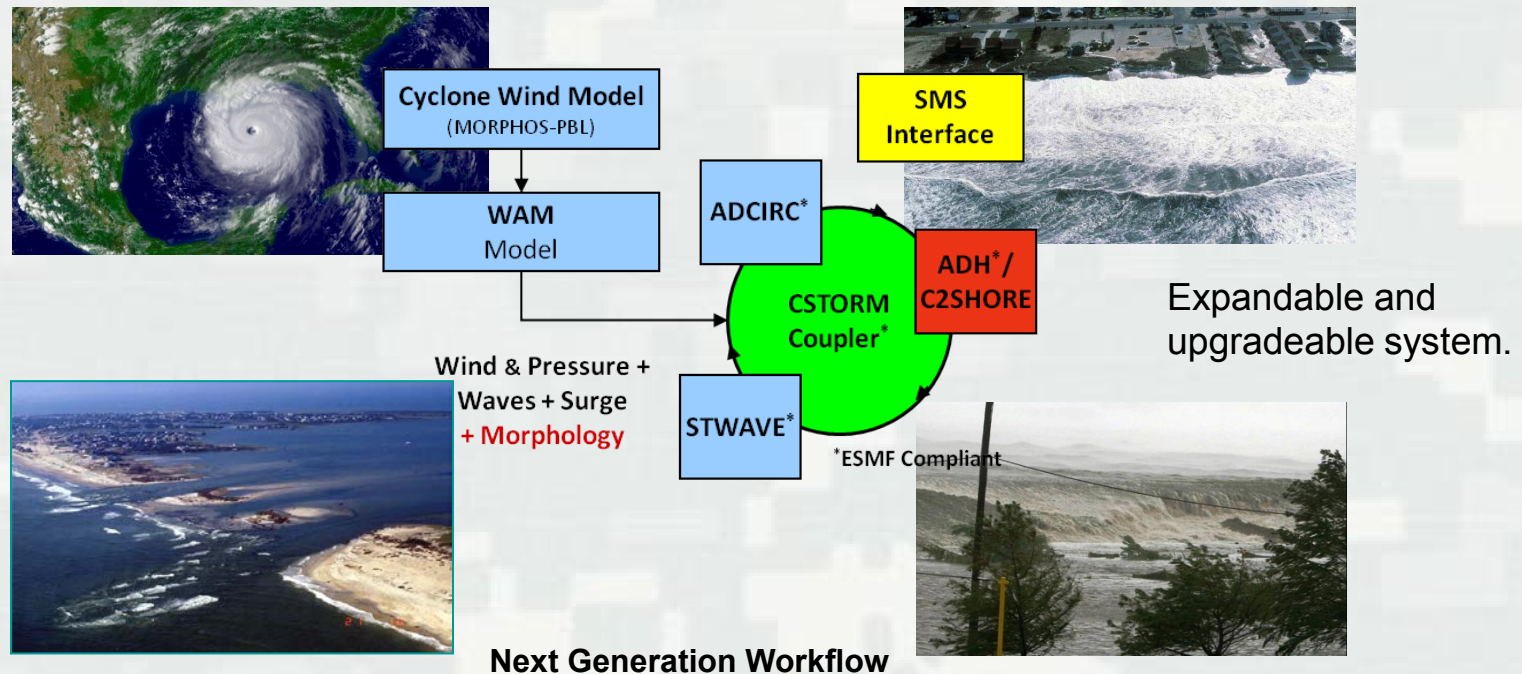 Cyclone Wind Model
(MORPHOS-PBL)
WAM
Model
SMS
Interface
ADCIRC*
ADH*/
C2SHORE
CSTORM
Coupler*
STWAVE*
*ESMF Compliant
Wind & Pressure +
Waves + Surge
+ Morphology
Expandable and
upgradeable system.
Next Generation Workflow